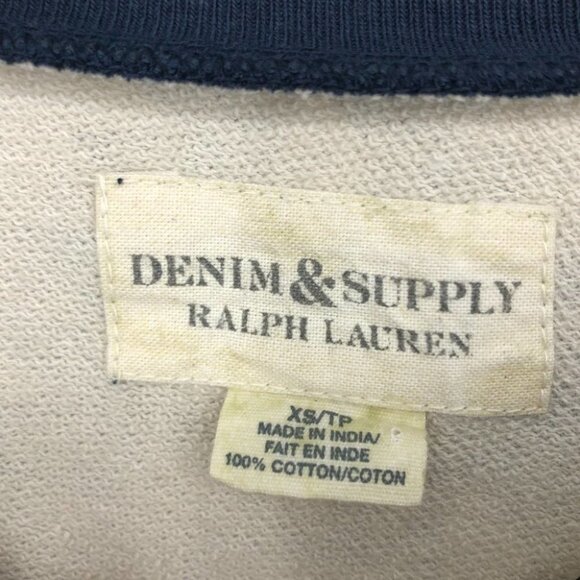 DENIM & SUPPLY
RALPH LAUREN
XS/TP
MADE IN INDIA/
FAIT EN INDE
100% COTTON/COTON